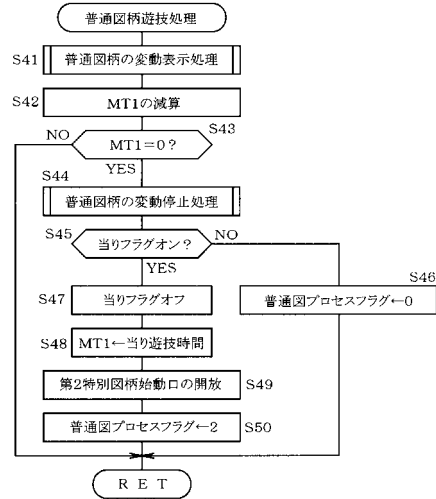 普通図柄遊技処理
S41
普通図柄の変動表示処理
S42
MT1の減算
S43
NO
MT1=0?
YES
S44
普通図柄の変動停止処理
S45
当りフラグオン?
NO
YES
S46
S47
当りフラグオフ
普通図プロセスフラグ←0
S48
MT1←当り遊技時間
第2特別図柄始動口の開放
S49
普通図プロセスフラグ←2
S50
RET